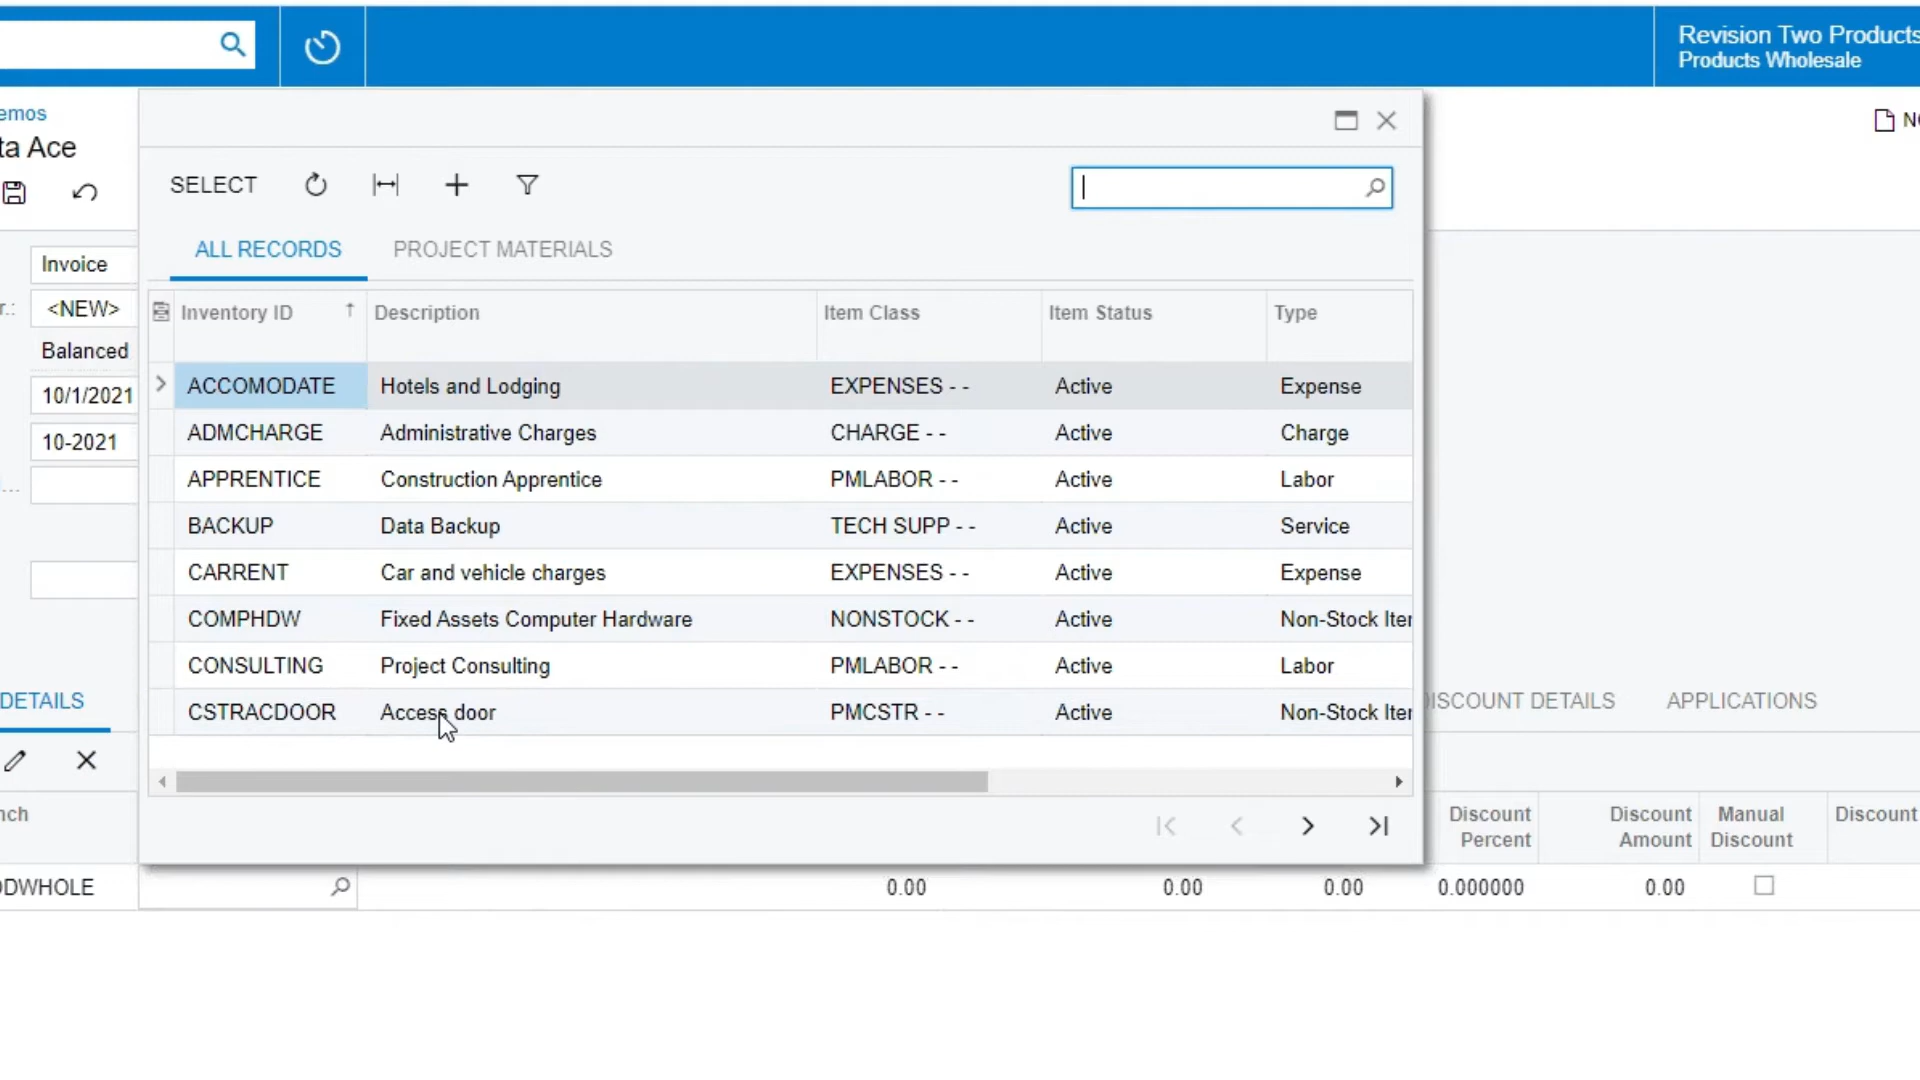 Revision Two Products
Products Wholesale
emos
ta Ace
NO
SELECT
ALL RECORDS PROJECT MATERIALS
Invoice
r.: <NEW>
Balanced
10/1/2021
10-2021
...
Inventory ID ↑ Description Item Class Item Status Type
ACCOMODATE Hotels and Lodging EXPENSES - - Active Expense
ADMCHARGE Administrative Charges CHARGE - - Active Charge
APPRENTICE Construction Apprentice PMLABOR - - Active Labor
BACKUP Data Backup TECH SUPP - - Active Service
CARRENT Car and vehicle charges EXPENSES - - Active Expense
COMPHDW Fixed Assets Computer Hardware NONSTOCK - - Active Non-Stock Iter
CONSULTING Project Consulting PMLABOR - - Active Labor
CSTRACDOOR Access door PMCSTR - - Active Non-Stock Iter
DETAILS DISCOUNT DETAILS APPLICATIONS
nch Discount Percent Discount Amount Manual Discount Discount
ODWHOLE 0.00 0.00 0.00 0.000000 0.00